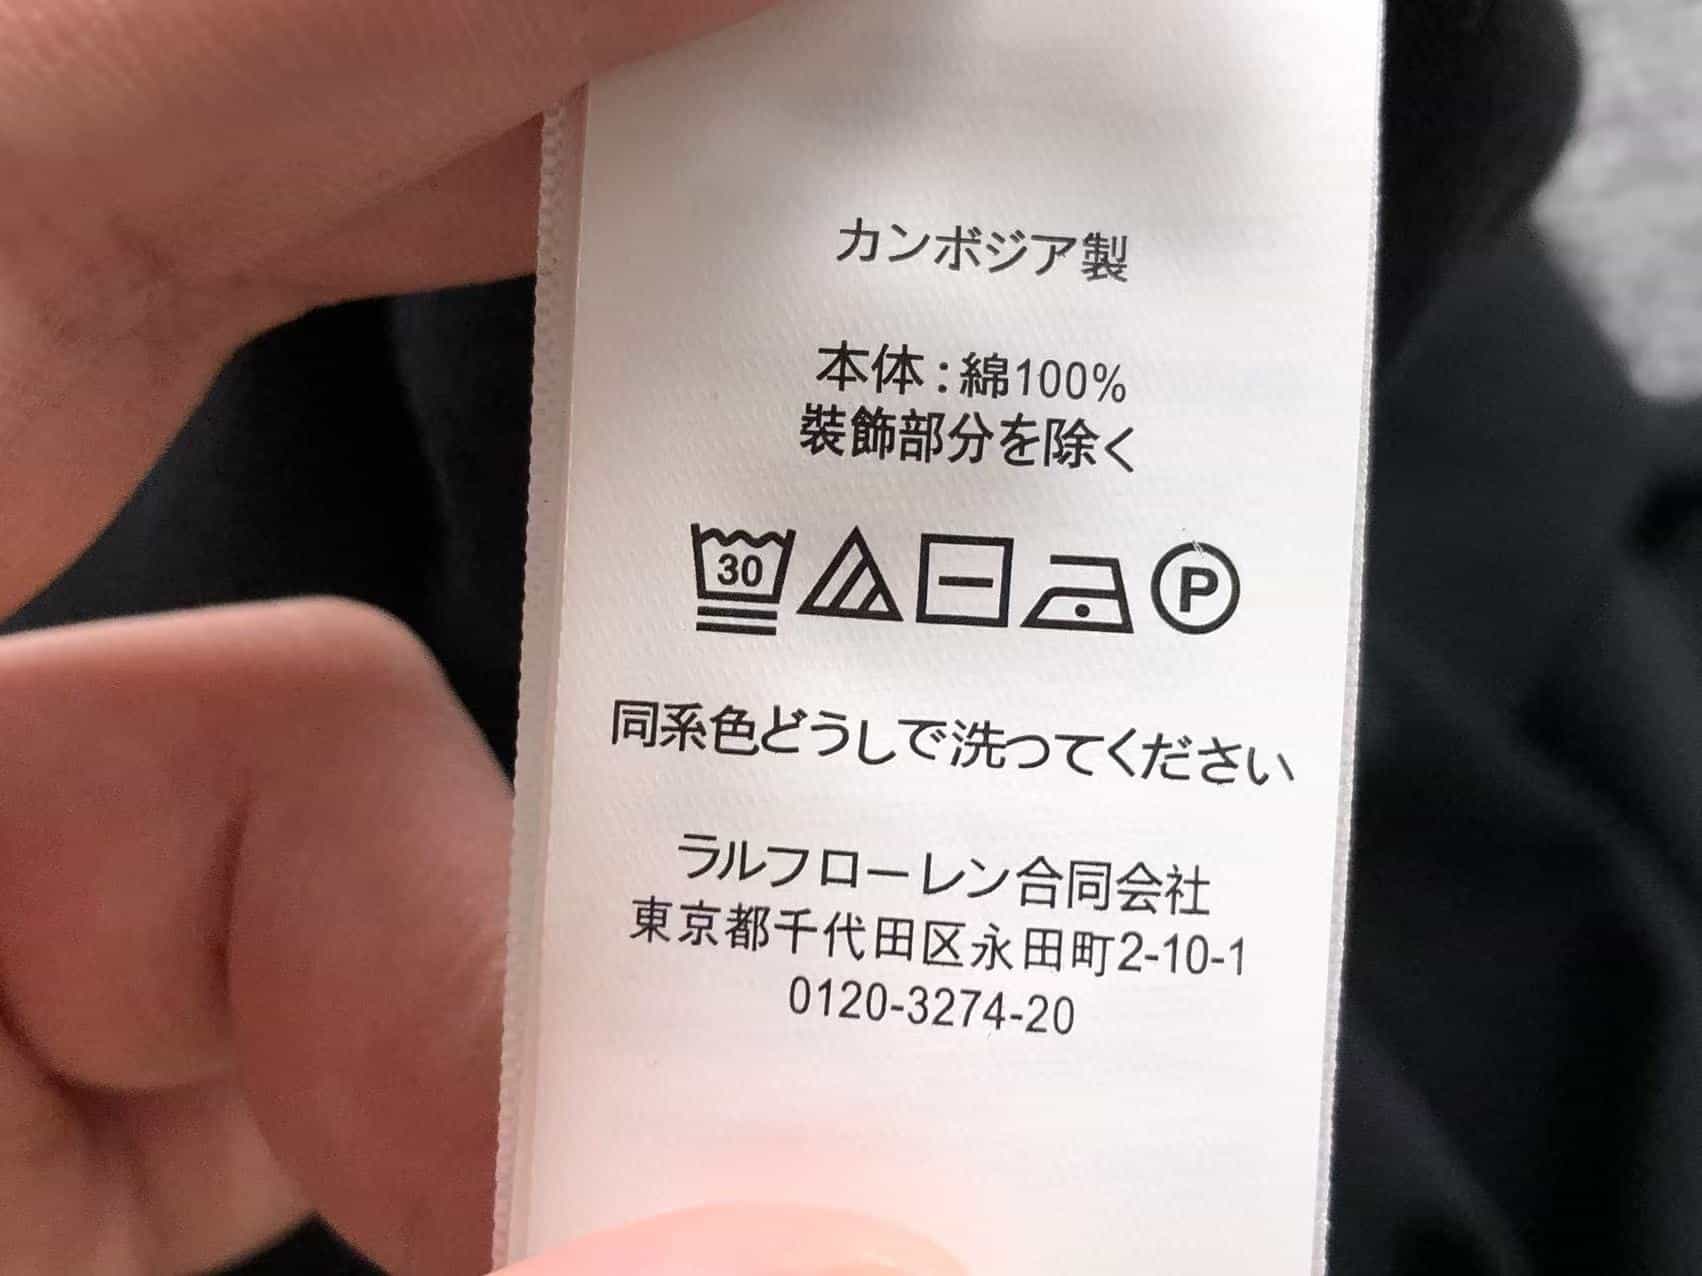 カンボジア製
本体:綿100%
装飾部分を除く
30 P
同系色どうしで洗ってください
ラルフローレン合同会社
東京都千代田区永田町2-10-1
0120-3274-20